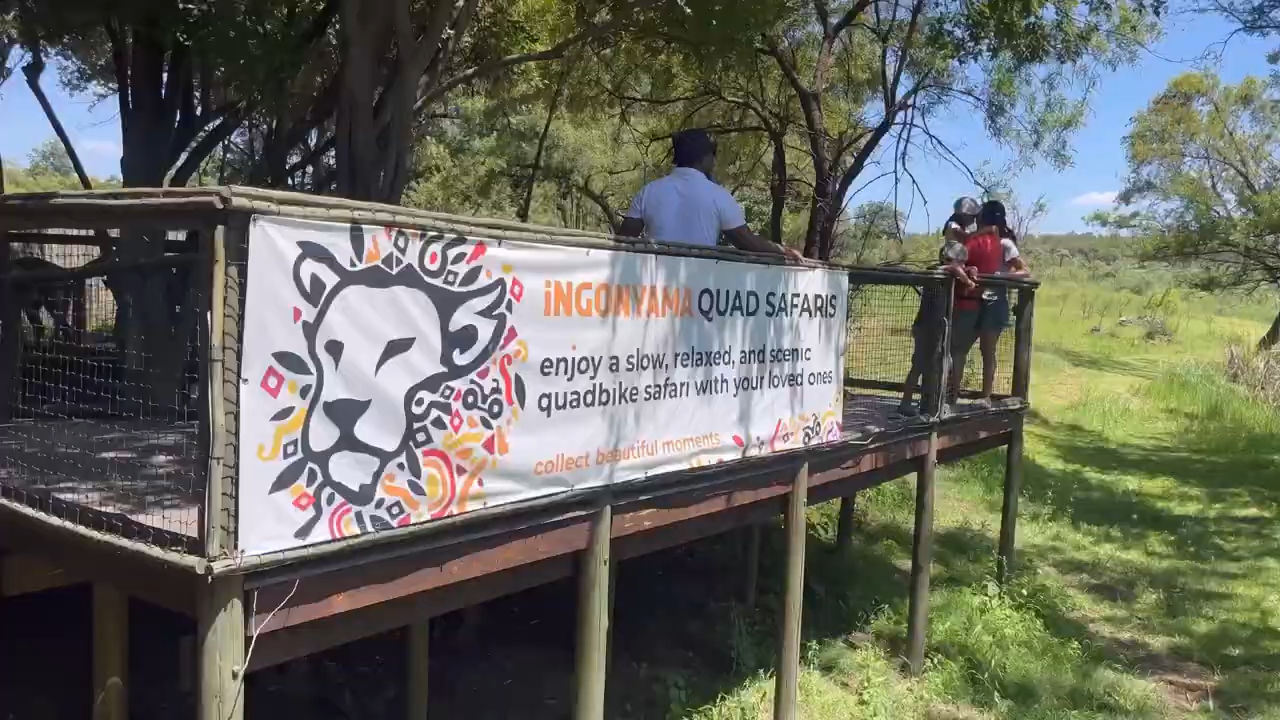 iNGONYAMA QUAD SAFARIS
enjoy a slow, relaxed, and scenic
quadbike safari with your loved ones
collect beautiful moments